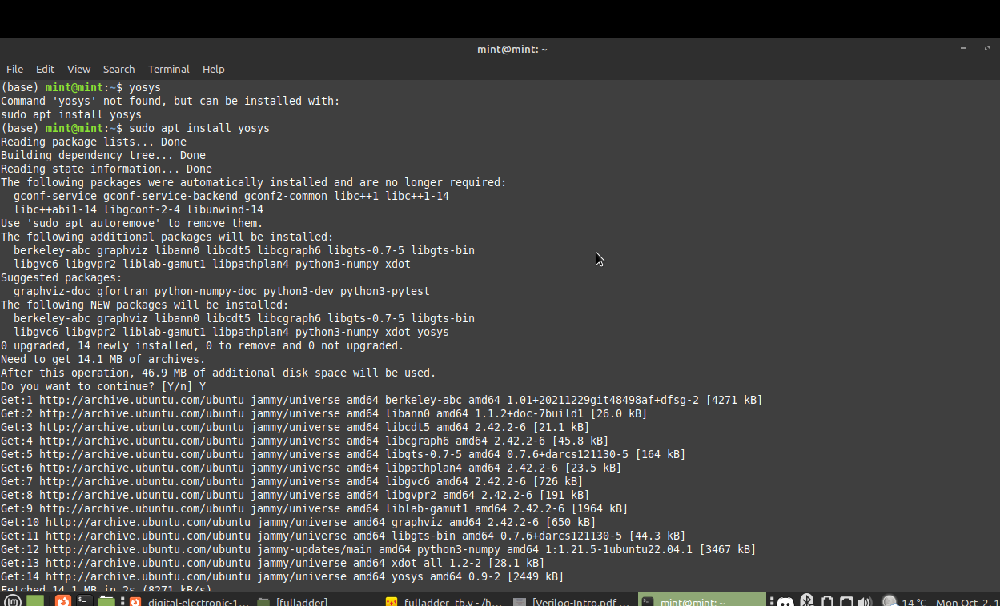 mint@mint: ~
File Edit View Search Terminal Help
(base) mint@mint:~$ yosys
Command 'yosys' not found, but can be installed with:
sudo apt install yosys
(base) mint@mint:~$ sudo apt install yosys
Reading package lists... Done
Building dependency tree... Done
Reading state information... Done
The following packages were automatically installed and are no longer required:
gconf-service gconf-service-backend gconf2-common libc++1 libc++1-14
libc++abi1-14 libgconf-2-4 libunwind-14
Use 'sudo apt autoremove' to remove them.
The following additional packages will be installed:
berkeley-abc graphviz libann0 libcdt5 libcgraph6 libgts-0.7-5 libgts-bin
libgvc6 libgvpr2 liblab-gamut1 libpathplan4 python3-numpy xdot
Suggested packages:
graphviz-doc gfortran python-numpy-doc python3-dev python3-pytest
The following NEW packages will be installed:
berkeley-abc graphviz libann0 libcdt5 libcgraph6 libgts-0.7-5 libgts-bin
libgvc6 libgvpr2 liblab-gamut1 libpathplan4 python3-numpy xdot yosys
0 upgraded, 14 newly installed, 0 to remove and 0 not upgraded.
Need to get 14.1 MB of archives.
After this operation, 46.9 MB of additional disk space will be used.
Do you want to continue? [Y/n] Y
Get:1 http://archive.ubuntu.com/ubuntu jammy/universe amd64 berkeley-abc amd64 1.01+20211229git48498af+dfsg-2 [4271 kB]
Get:2 http://archive.ubuntu.com/ubuntu jammy/universe amd64 libann0 amd64 1.1.2+doc-7build1 [26.0 kB]
Get:3 http://archive.ubuntu.com/ubuntu jammy/universe amd64 libcdt5 amd64 2.42.2-6 [21.1 kB]
Get:4 http://archive.ubuntu.com/ubuntu jammy/universe amd64 libcgraph6 amd64 2.42.2-6 [45.8 kB]
Get:5 http://archive.ubuntu.com/ubuntu jammy/universe amd64 libgts-0.7-5 amd64 0.7.6+darcs121130-5 [164 kB]
Get:6 http://archive.ubuntu.com/ubuntu jammy/universe amd64 libpathplan4 amd64 2.42.2-6 [23.5 kB]
Get:7 http://archive.ubuntu.com/ubuntu jammy/universe amd64 libgvc6 amd64 2.42.2-6 [726 kB]
Get:8 http://archive.ubuntu.com/ubuntu jammy/universe amd64 libgvpr2 amd64 2.42.2-6 [191 kB]
Get:9 http://archive.ubuntu.com/ubuntu jammy/universe amd64 liblab-gamut1 amd64 2.42.2-6 [1964 kB]
Get:10 http://archive.ubuntu.com/ubuntu jammy/universe amd64 graphviz amd64 2.42.2-6 [650 kB]
Get:11 http://archive.ubuntu.com/ubuntu jammy/universe amd64 libgts-bin amd64 0.7.6+darcs121130-5 [44.3 kB]
Get:12 http://archive.ubuntu.com/ubuntu jammy-updates/main amd64 python3-numpy amd64 1:1.21.5-1ubuntu22.04.1 [3467 kB]
Get:13 http://archive.ubuntu.com/ubuntu jammy/universe amd64 xdot all 1.2-2 [28.1 kB]
Get:14 http://archive.ubuntu.com/ubuntu jammy/universe amd64 yosys amd64 0.9-2 [2449 kB]
Fetched 14.1 MB in 2s (8271 kB/s)
digital-electronic-1... [fulladder] fulladder_tb.v - /h... [Verilog-Intro.pdf ... mint@mint: ~ 14 °C Mon Oct 2, 1